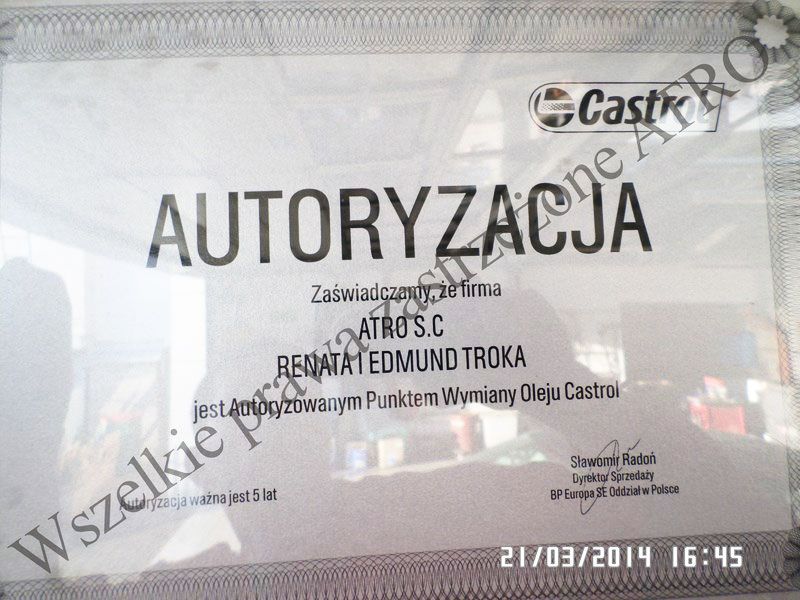 Castrol
AUTORYZACJA
Zaświadczamy, że firma
ATRO S.C
RENATA I EDMUND TROKA
jest Autoryzowanym Punktem Wymiany Oleju Castrol
Sławomir Radoń
Dyrektor Sprzedaży
BP Europa SE Oddział w Polsce
Autoryzacja ważna jest 5 lat
Wszelkie prawa zastrzeżone AFRO
21/03/2014 16:45